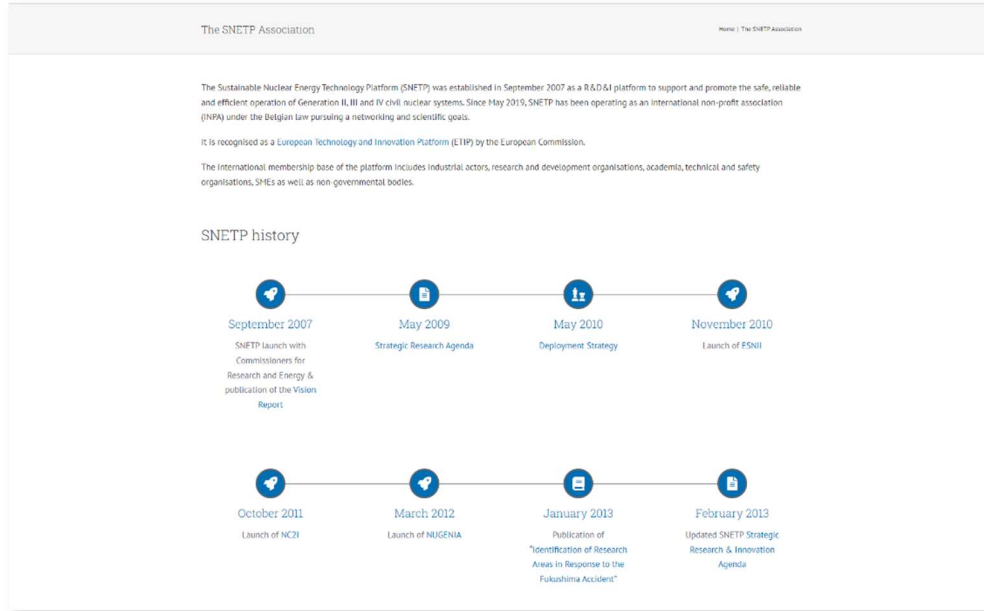 The SNETP Association
Home | The SNETP Association
The Sustainable Nuclear Energy Technology Platform (SNETP) was established in September 2007 as a R&D&I platform to support and promote the safe, reliable
and efficient operation of Generation II, III and IV civil nuclear systems. Since May 2019, SNETP has been operating as an international non-profit association
(INPA) under the Belgian law pursuing a networking and scientific goals.
It is recognised as a European Technology and Innovation Platform (ETIP) by the European Commission.
The international membership base of the platform includes industrial actors, research and development organisations, academia, technical and safety
organisations, SMEs as well as non-governmental bodies.
SNETP history
September 2007
SNETP launch with
Commissioners for
Research and Energy &
publication of the Vision
Report
May 2009
Strategic Research Agenda
May 2010
Deployment Strategy
November 2010
Launch of ESNII
October 2011
Launch of NC2I
March 2012
Launch of NUGENIA
January 2013
Publication of
"Identification of Research
Areas in Response to the
Fukushima Accident"
February 2013
Updated SNETP Strategic
Research & Innovation
Agenda